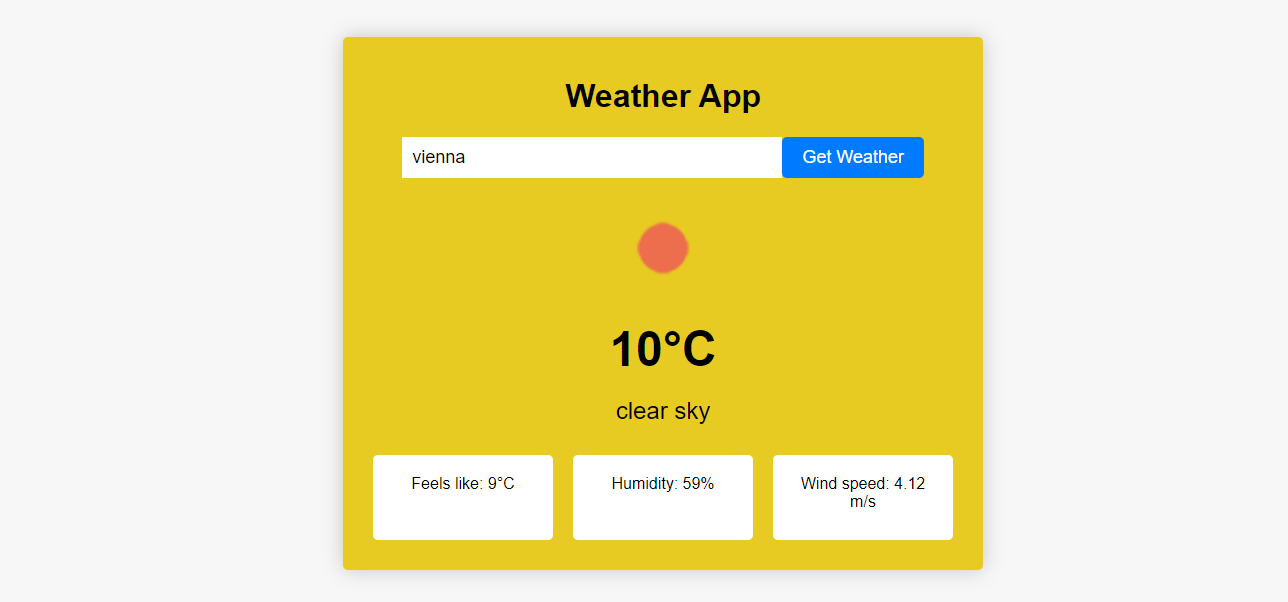 Weather App
vienna
Get Weather
10°C
clear sky
Feels like: 9°C
Humidity: 59%
Wind speed: 4.12
m/s